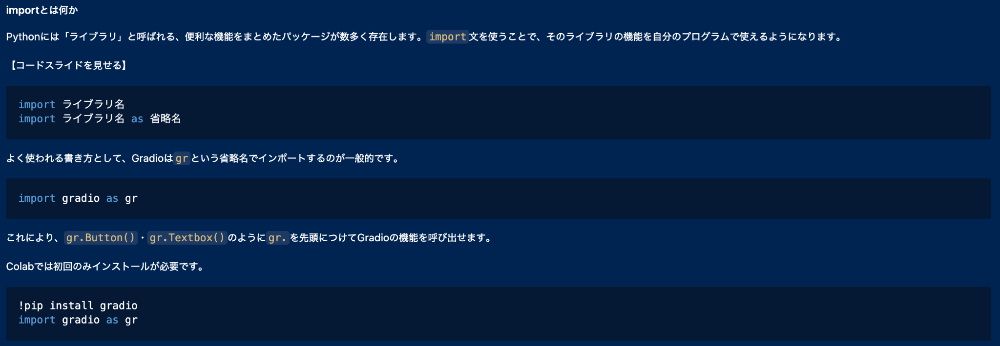 importとは何か
Pythonには「ライブラリ」と呼ばれる、便利な機能をまとめたパッケージが数多く存在します。import文を使うことで、そのライブラリの機能を自分のプログラムで使えるようになります。
【コードスライドを見せる】
import ライブラリ名
import ライブラリ名 as 省略名
よく使われる書き方として、Gradioはgrという省略名でインポートするのが一般的です。
import gradio as gr
これにより、gr.Button()・gr.Textbox()のようにgr.を先頭につけてGradioの機能を呼び出せます。
Colabでは初回のみインストールが必要です。
!pip install gradio
import gradio as gr